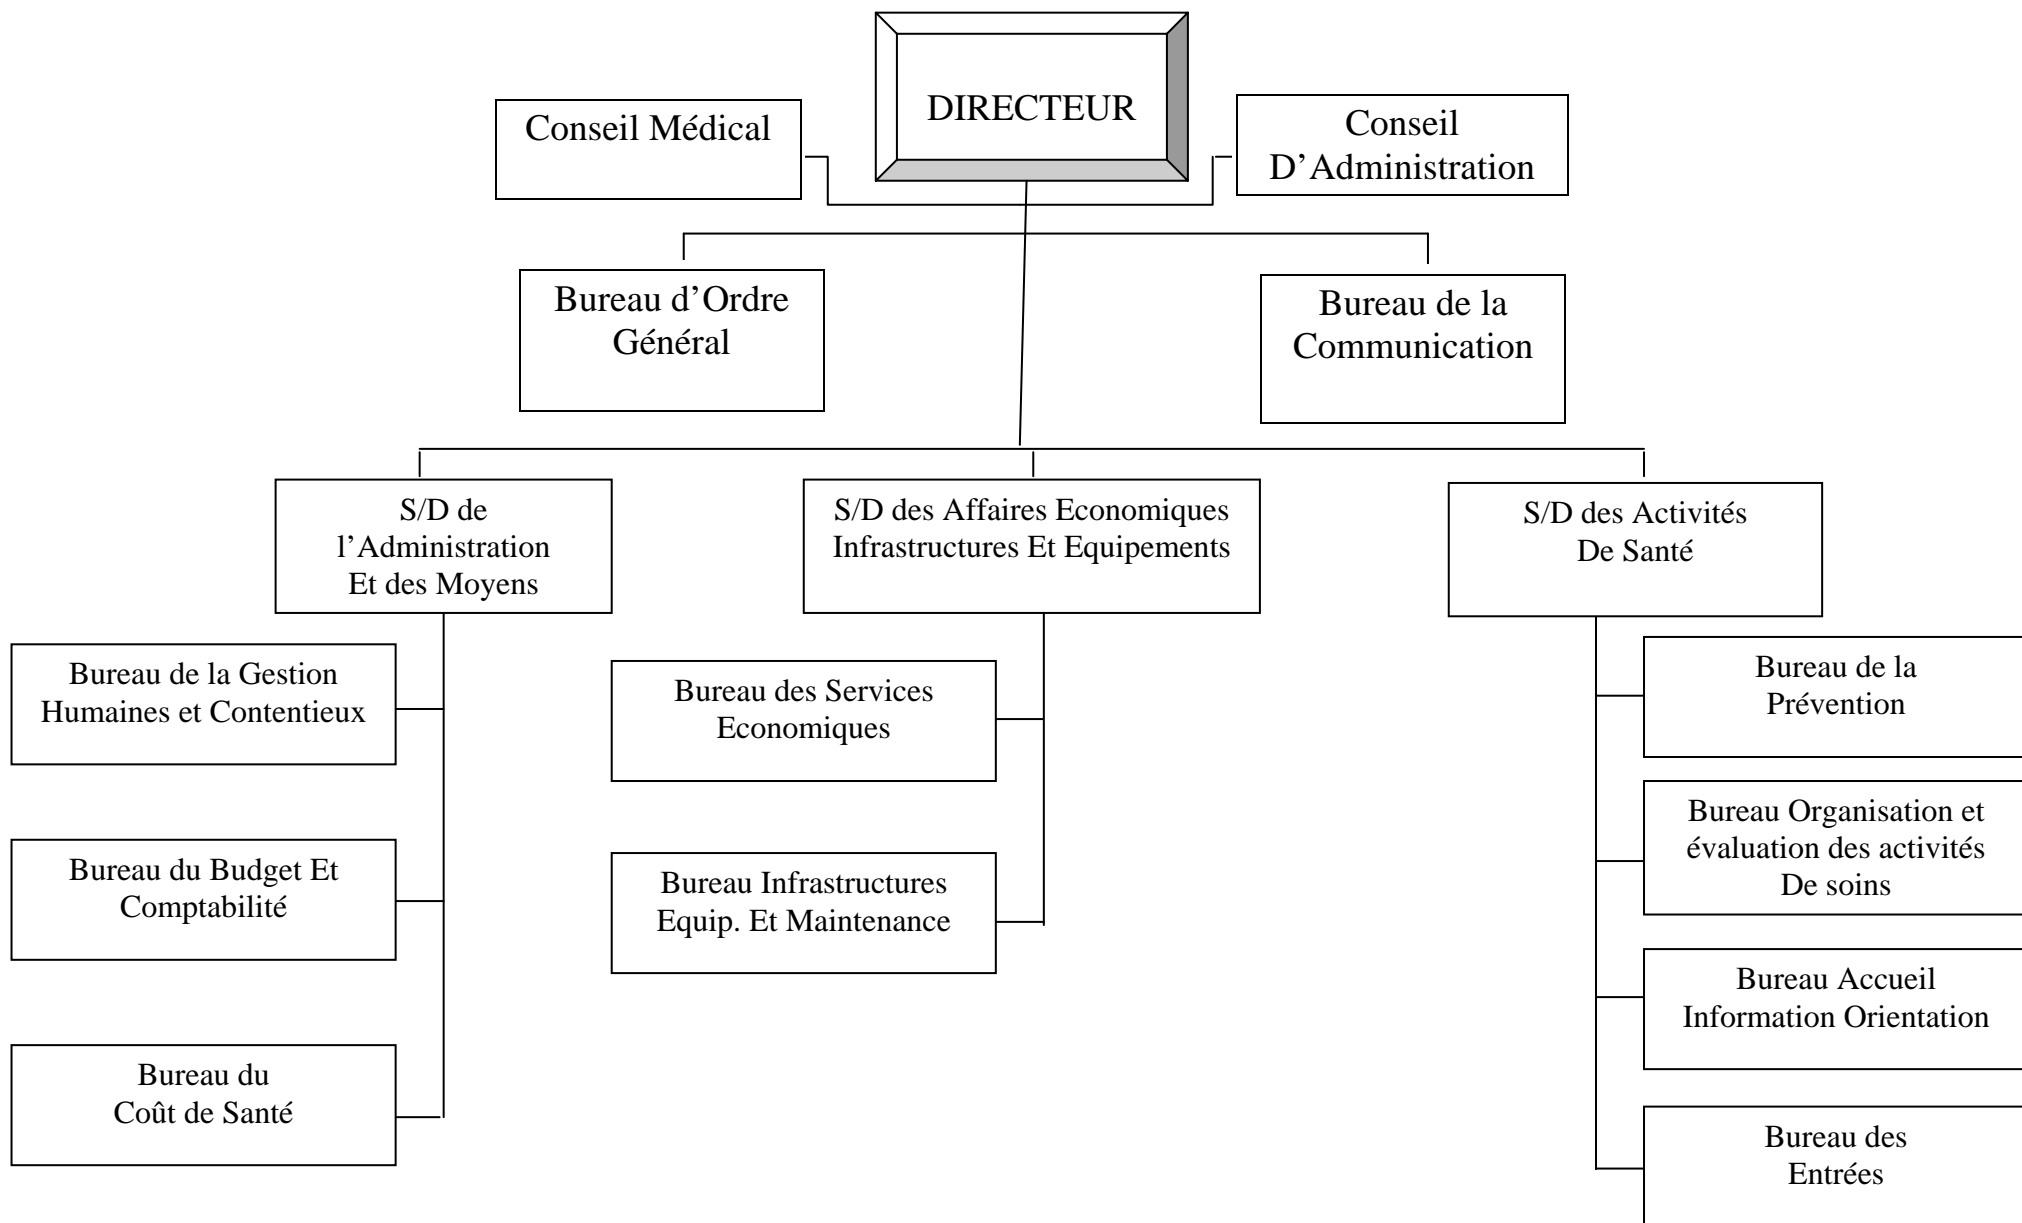 DIRECTEUR
Conseil Médical
Conseil
D’Administration
Bureau d’Ordre
Général
Bureau de la
Communication
S/D de
l’Administration
Et des Moyens
S/D des Affaires Economiques
Infrastructures Et Equipements
S/D des Activités
De Santé
Bureau de la Gestion
Humaines et Contentieux
Bureau du Budget Et
Comptabilité
Bureau du
Coût de Santé
Bureau des Services
Economiques
Bureau Infrastructures
Equip. Et Maintenance
Bureau de la
Prévention
Bureau Organisation et
évaluation des activités
De soins
Bureau Accueil
Information Orientation
Bureau des
Entrées